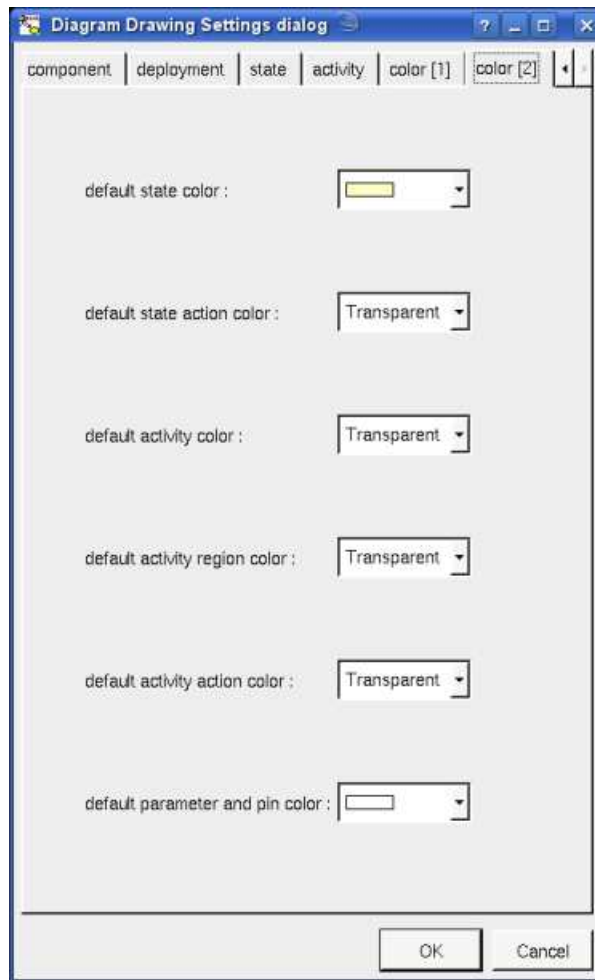 Diagram Drawing Settings dialog
component deployment state activity color [1] color [2]
default state color :
default state action color : Transparent
default activity color : Transparent
default activity region color : Transparent
default activity action color : Transparent
default parameter and pin color :
OK Cancel